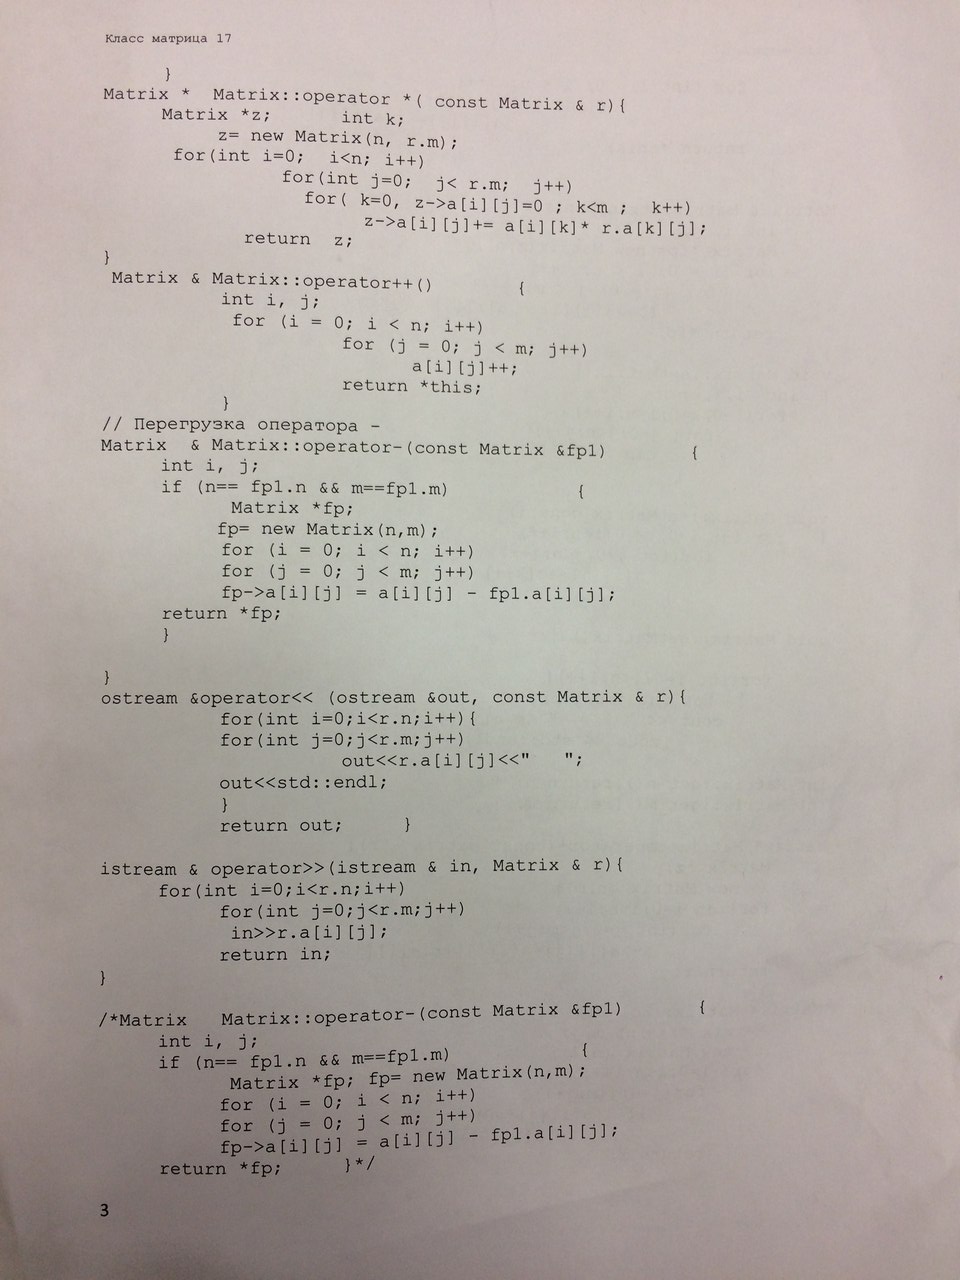 Класс матрица 17
}
Matrix * Matrix::operator *( const Matrix & r){
Matrix *z; int k;
z= new Matrix(n, r.m);
for(int i=0; i<n; i++)
for(int j=0; j< r.m; j++)
for( k=0, z->a[i][j]=0 ; k<m ; k++)
z->a[i][j]+= a[i][k]* r.a[k][j];
return z;
}
Matrix & Matrix::operator++() {
int i, j;
for (i = 0; i < n; i++)
for (j = 0; j < m; j++)
a[i][j]++;
return *this;
}
// Перегрузка оператора -
Matrix & Matrix::operator-(const Matrix &fp1) {
int i, j;
if (n== fp1.n && m==fp1.m) {
Matrix *fp;
fp= new Matrix(n,m);
for (i = 0; i < n; i++)
for (j = 0; j < m; j++)
fp->a[i][j] = a[i][j] - fp1.a[i][j];
return *fp;
}
}
ostream &operator<< (ostream &out, const Matrix & r){
for(int i=0;i<r.n;i++){
for(int j=0;j<r.m;j++)
out<<r.a[i][j]<<"   ";
out<<std::endl;
}
return out; }
istream & operator>>(istream & in, Matrix & r){
for(int i=0;i<r.n;i++)
for(int j=0;j<r.m;j++)
in>>r.a[i][j];
return in;
}
/*Matrix Matrix::operator-(const Matrix &fp1) {
int i, j;
if (n== fp1.n && m==fp1.m) {
Matrix *fp; fp= new Matrix(n,m);
for (i = 0; i < n; i++)
for (j = 0; j < m; j++)
fp->a[i][j] = a[i][j] - fp1.a[i][j];
return *fp; }*/
3